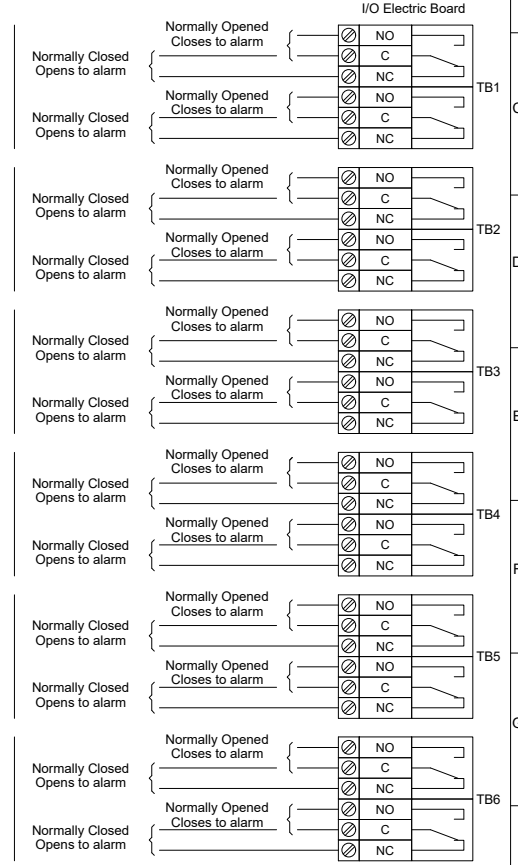 I/O Electric Board
Normally Opened
Closes to alarm
NO
Normally Closed
Opens to alarm
C
NC
TB1
Normally Opened
Closes to alarm
NO
Normally Closed
Opens to alarm
C
NC
Normally Opened
Closes to alarm
NO
Normally Closed
Opens to alarm
C
NC
TB2
Normally Opened
Closes to alarm
NO
Normally Closed
Opens to alarm
C
NC
Normally Opened
Closes to alarm
NO
Normally Closed
Opens to alarm
C
NC
TB3
Normally Opened
Closes to alarm
NO
Normally Closed
Opens to alarm
C
NC
Normally Opened
Closes to alarm
NO
Normally Closed
Opens to alarm
C
NC
TB4
Normally Opened
Closes to alarm
NO
Normally Closed
Opens to alarm
C
NC
Normally Opened
Closes to alarm
NO
Normally Closed
Opens to alarm
C
NC
TB5
Normally Opened
Closes to alarm
NO
Normally Closed
Opens to alarm
C
NC
Normally Opened
Closes to alarm
NO
Normally Closed
Opens to alarm
C
NC
TB6
Normally Opened
Closes to alarm
NO
Normally Closed
Opens to alarm
C
NC